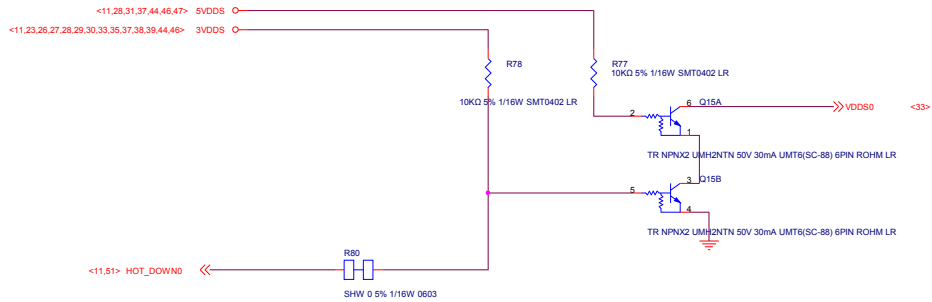 <11,28,31,37,44,46,47> 5VDDS
<11,23,26,27,28,29,30,33,35,37,38,39,44,46> 3VDDS
R78
10KΩ 5% 1/16W SMT0402 LR
R77
10KΩ 5% 1/16W SMT0402 LR
2
6
Q15A
1
VDDS0 <33>
TR NPNX2 UMH2NTN 50V 30mA UMT6(SC-88) 6PIN ROHM LR
5
3
Q15B
4
TR NPNX2 UMH2NTN 50V 30mA UMT6(SC-88) 6PIN ROHM LR
<11,51> HOT_DOWN0
R80
SHW 0 5% 1/16W 0603